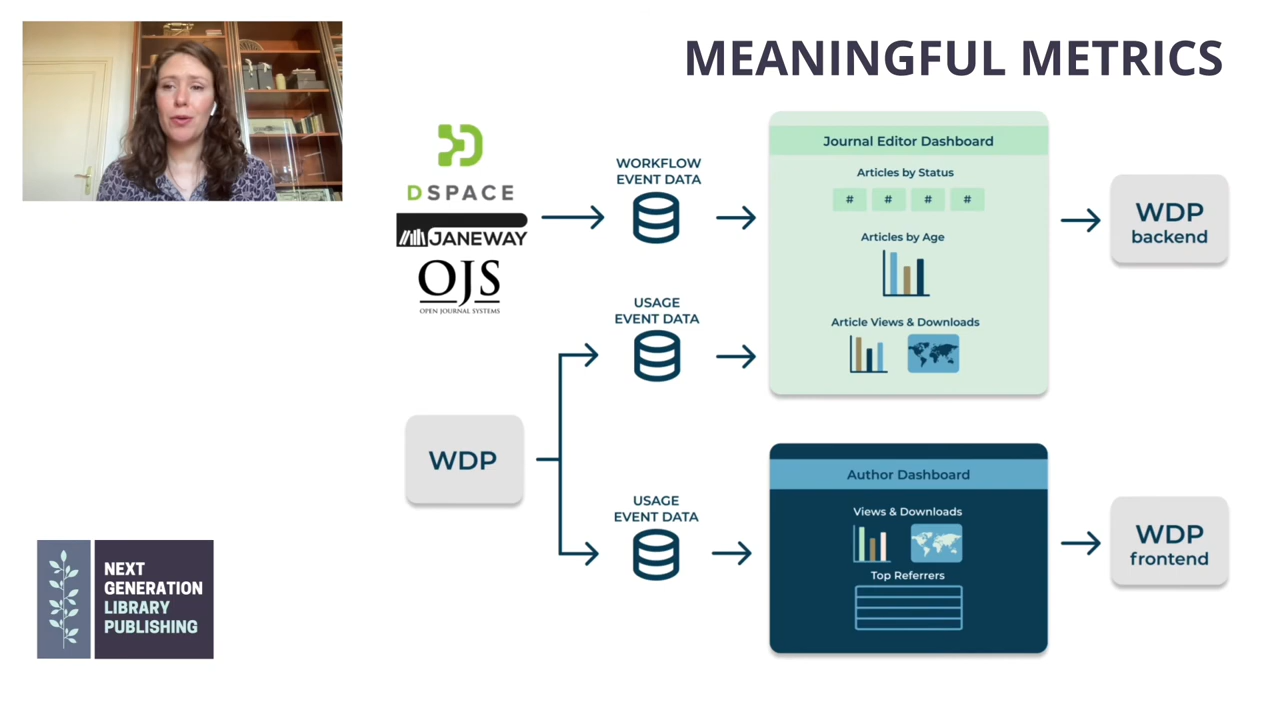 MEANINGFUL METRICS
DSPACE
JANEWAY
OJS
OPEN JOURNAL SYSTEMS
WORKFLOW
EVENT DATA
Journal Editor Dashboard
Articles by Status
# # # #
Articles by Age
Article Views & Downloads
WDP
backend
USAGE
EVENT DATA
WDP
USAGE
EVENT DATA
Author Dashboard
Views & Downloads
Top Referrers
WDP
frontend
NEXT
GENERATION
LIBRARY
PUBLISHING